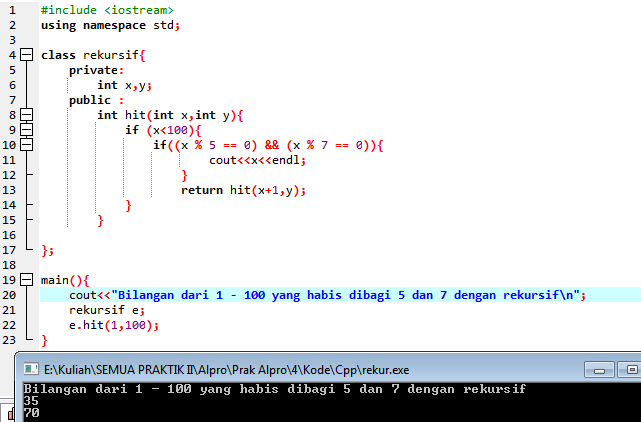 1 #include <iostream>
2 using namespace std;
3
4 class rekursif{
5     private:
6         int x,y;
7     public :
8         int hit(int x,int y){
9             if (x<100){
10                 if((x % 5 == 0) && (x % 7 == 0)){
11                         cout<<x<<endl;
12                     }
13                     return hit(x+1,y);
14             }
15         }
16
17 };
18
19 main(){
20     cout<<"Bilangan dari 1 - 100 yang habis dibagi 5 dan 7 dengan rekursif\n";
21     rekursif e;
22     e.hit(1,100);
23 }
E:\Kuliah\SEMUA PRAKTIK II\Alpro\Prak Alpro\4\Kode\Cpp\rekur.exe
Bilangan dari 1 - 100 yang habis dibagi 5 dan 7 dengan rekursif
35
70